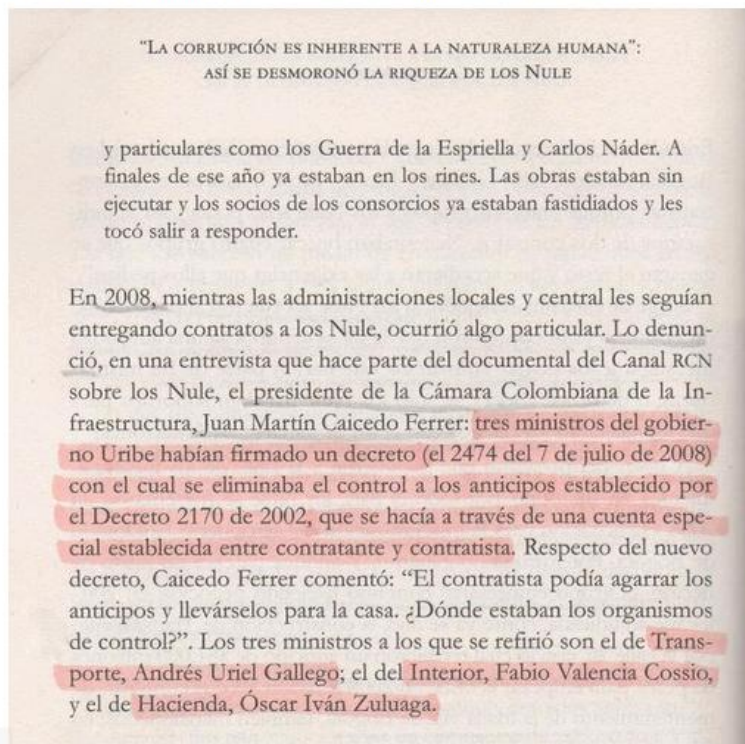 “LA CORRUPCIÓN ES INHERENTE A LA NATURALEZA HUMANA”:
ASÍ SE DESMORONÓ LA RIQUEZA DE LOS NULE
y particulares como los Guerra de la Espriella y Carlos Náder. A
finales de ese año ya estaban en los rines. Las obras estaban sin
ejecutar y los socios de los consorcios ya estaban fastidiados y les
tocó salir a responder.
En 2008, mientras las administraciones locales y central les seguían
entregando contratos a los Nule, ocurrió algo particular. Lo denun-
ció, en una entrevista que hace parte del documental del Canal RCN
sobre los Nule, el presidente de la Cámara Colombiana de la In-
fraestructura, Juan Martín Caicedo Ferrer: tres ministros del gobier-
no Uribe habían firmado un decreto (el 2474 del 7 de julio de 2008)
con el cual se eliminaba el control a los anticipos establecido por
el Decreto 2170 de 2002, que se hacía a través de una cuenta espe-
cial establecida entre contratante y contratista. Respecto del nuevo
decreto, Caicedo Ferrer comentó: “El contratista podía agarrar los
anticipos y llevárselos para la casa. ¿Dónde estaban los organismos
de control?”. Los tres ministros a los que se refirió son el de Trans-
porte, Andrés Uriel Gallego; el del Interior, Fabio Valencia Cossio,
y el de Hacienda, Óscar Iván Zuluaga.